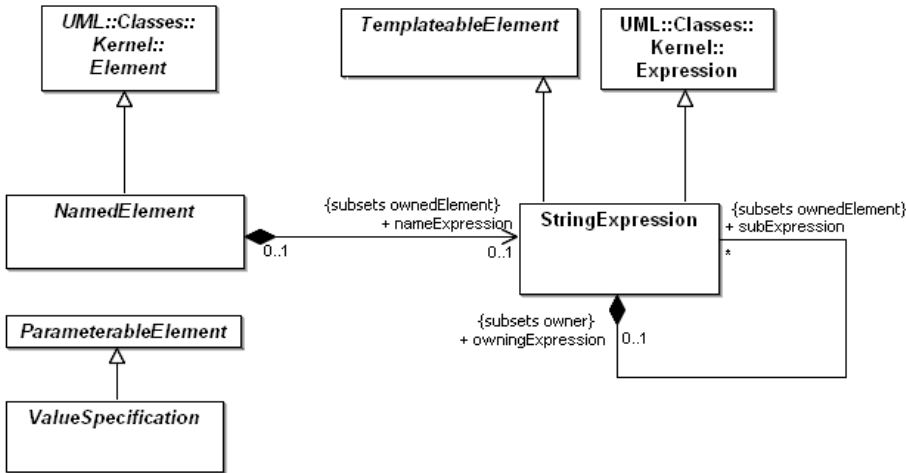 UML::Classes::
Kernel::
Element
TemplateableElement
UML::Classes::
Kernel::
Expression
NamedElement
{subsets ownedElement}
+ nameExpression
0..1
0..1
StringExpression
{subsets ownedElement}
+ subExpression
*
{subsets owner}
+ owningExpression
0..1
ParameterableElement
ValueSpecification